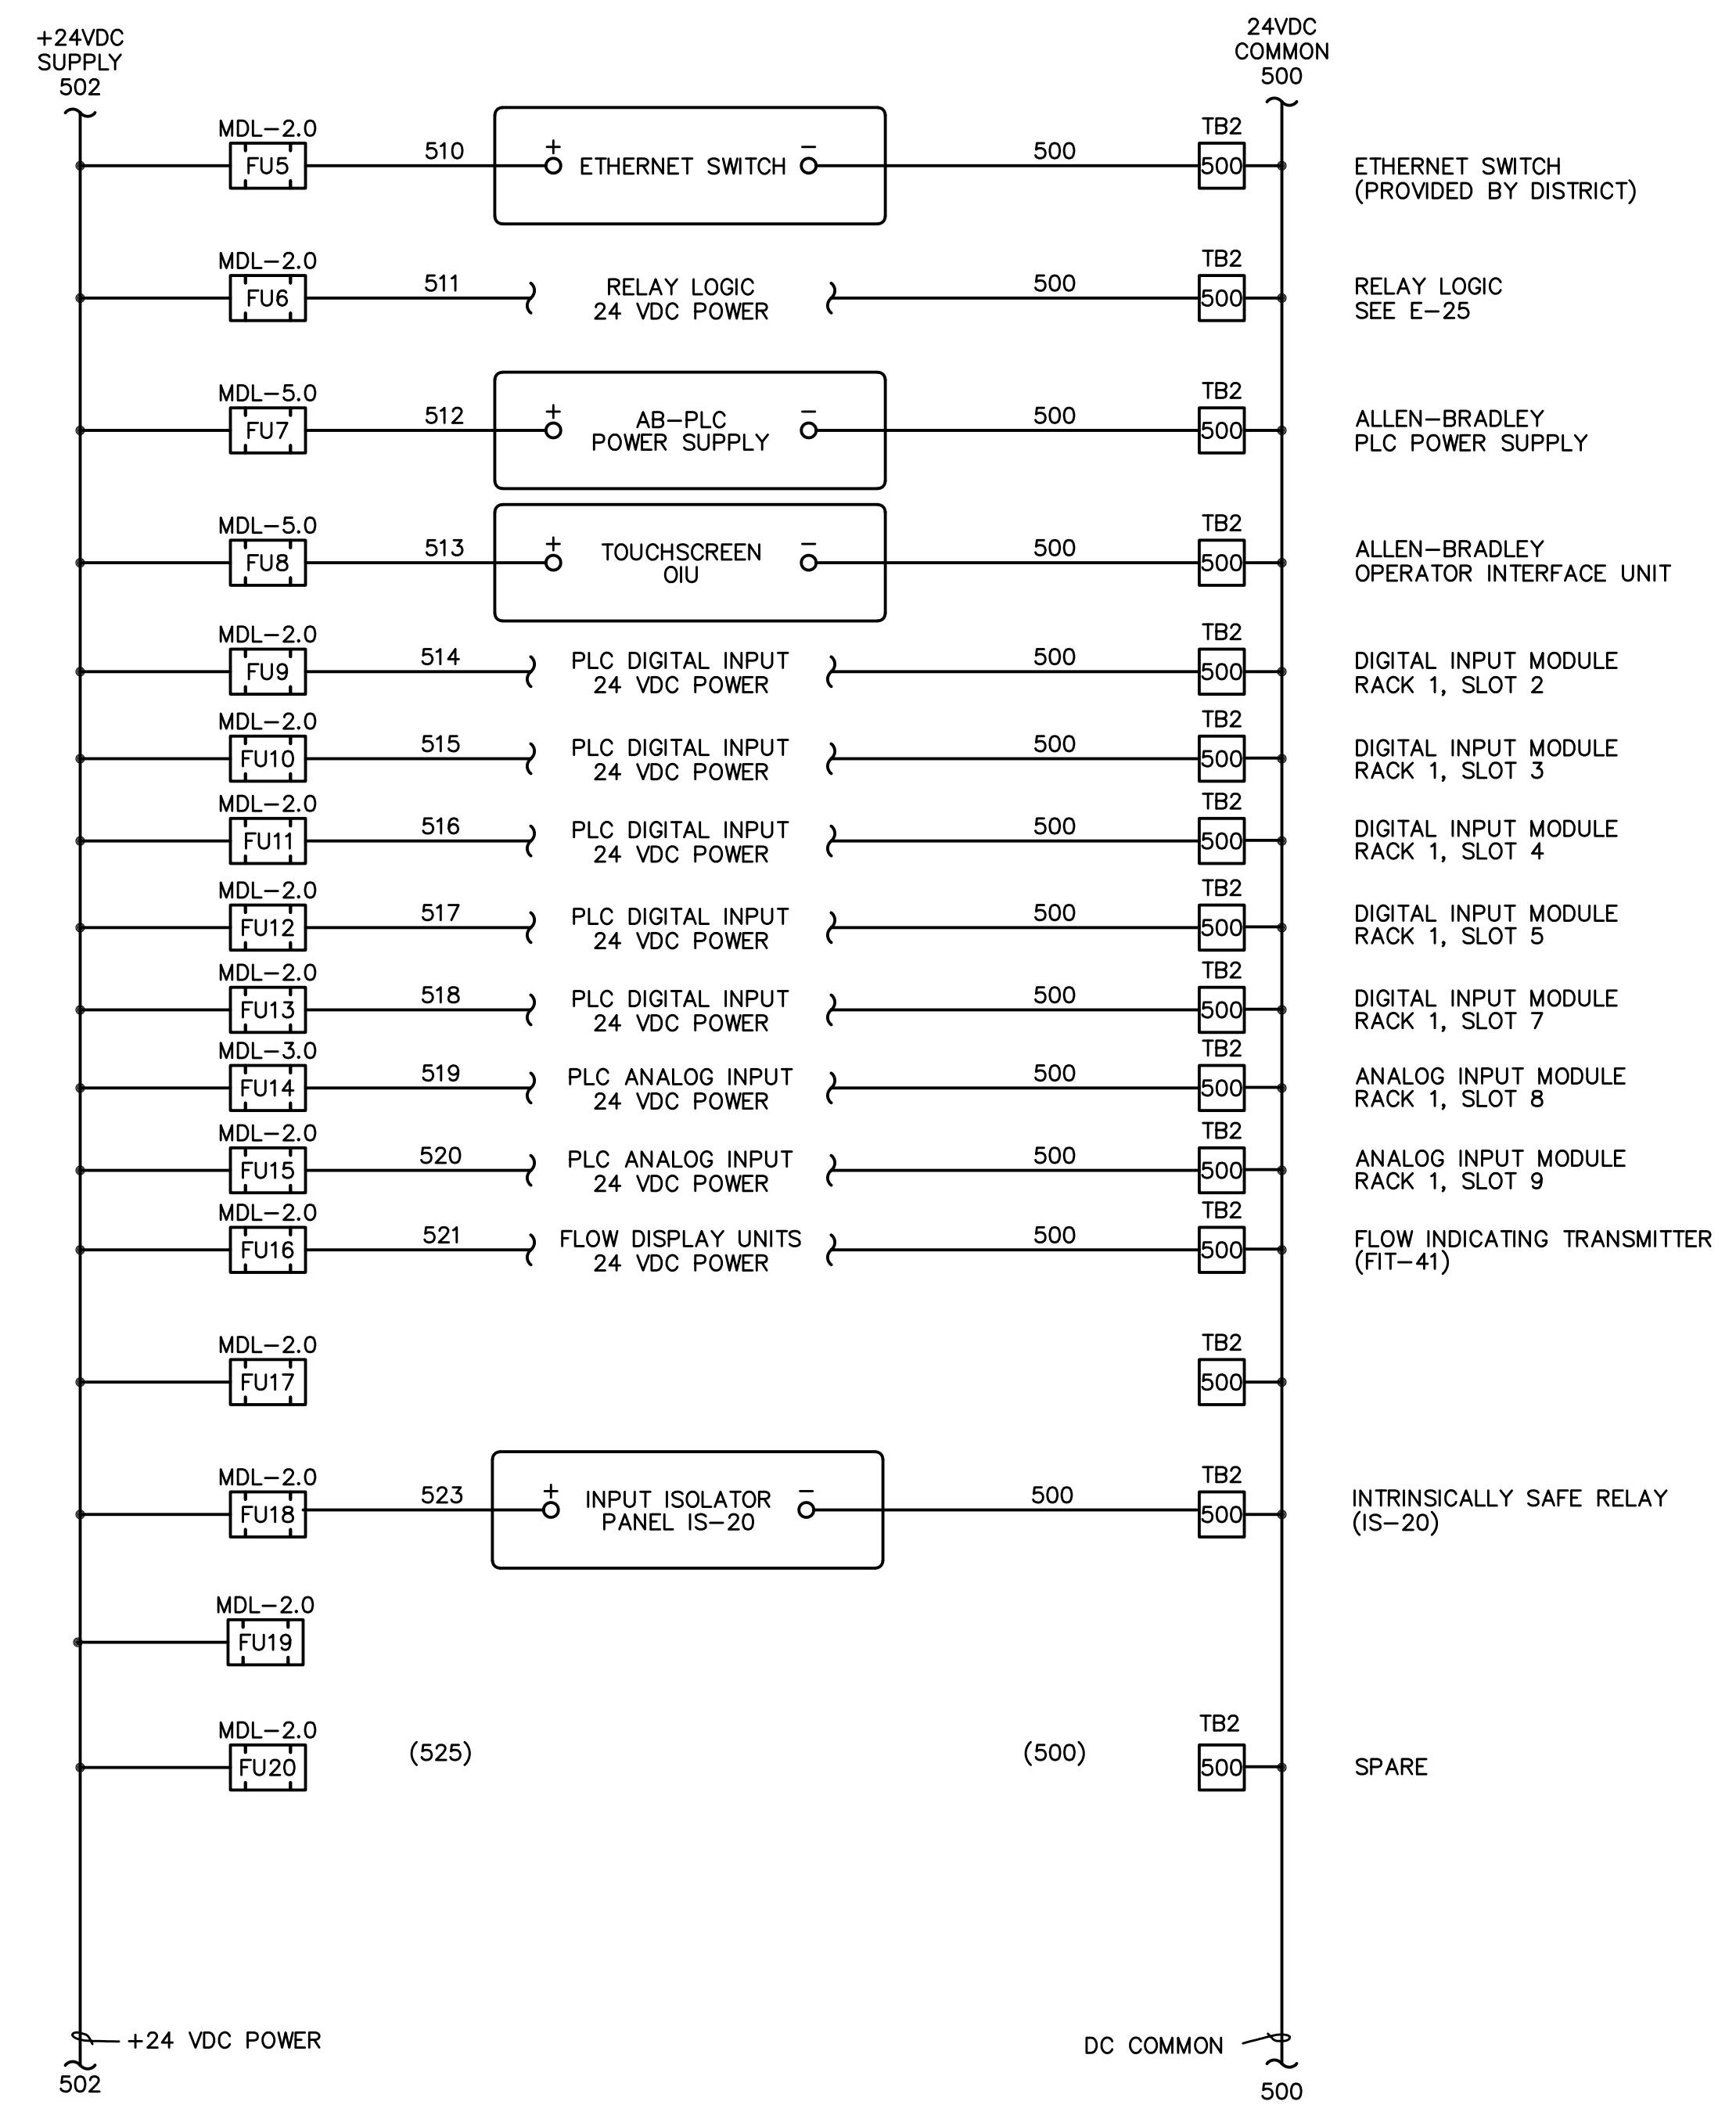 +24VDC
SUPPLY
502
24VDC
COMMON
500
MDL-2.0
FU5
510
+
ETHERNET SWITCH
-
500
TB2
500
ETHERNET SWITCH
(PROVIDED BY DISTRICT)
MDL-2.0
FU6
511
RELAY LOGIC
24 VDC POWER
500
TB2
500
RELAY LOGIC
SEE E-25
MDL-5.0
FU7
512
+
AB-PLC
POWER SUPPLY
-
500
TB2
500
ALLEN-BRADLEY
PLC POWER SUPPLY
MDL-5.0
FU8
513
+
TOUCHSCREEN
OIU
-
500
TB2
500
ALLEN-BRADLEY
OPERATOR INTERFACE UNIT
MDL-2.0
FU9
514
PLC DIGITAL INPUT
24 VDC POWER
500
TB2
500
DIGITAL INPUT MODULE
RACK 1, SLOT 2
MDL-2.0
FU10
515
PLC DIGITAL INPUT
24 VDC POWER
500
TB2
500
DIGITAL INPUT MODULE
RACK 1, SLOT 3
MDL-2.0
FU11
516
PLC DIGITAL INPUT
24 VDC POWER
500
TB2
500
DIGITAL INPUT MODULE
RACK 1, SLOT 4
MDL-2.0
FU12
517
PLC DIGITAL INPUT
24 VDC POWER
500
TB2
500
DIGITAL INPUT MODULE
RACK 1, SLOT 5
MDL-2.0
FU13
518
PLC DIGITAL INPUT
24 VDC POWER
500
TB2
500
DIGITAL INPUT MODULE
RACK 1, SLOT 7
MDL-3.0
FU14
519
PLC ANALOG INPUT
24 VDC POWER
500
TB2
500
ANALOG INPUT MODULE
RACK 1, SLOT 8
MDL-2.0
FU15
520
PLC ANALOG INPUT
24 VDC POWER
500
TB2
500
ANALOG INPUT MODULE
RACK 1, SLOT 9
MDL-2.0
FU16
521
FLOW DISPLAY UNITS
24 VDC POWER
500
TB2
500
FLOW INDICATING TRANSMITTER
(FIT-41)
MDL-2.0
FU17
TB2
500
MDL-2.0
FU18
523
+
INPUT ISOLATOR
PANEL IS-20
-
500
TB2
500
INTRINSICALLY SAFE RELAY
(IS-20)
MDL-2.0
FU19
MDL-2.0
FU20
(525)
(500)
TB2
500
SPARE
+24 VDC POWER
502
DC COMMON
500